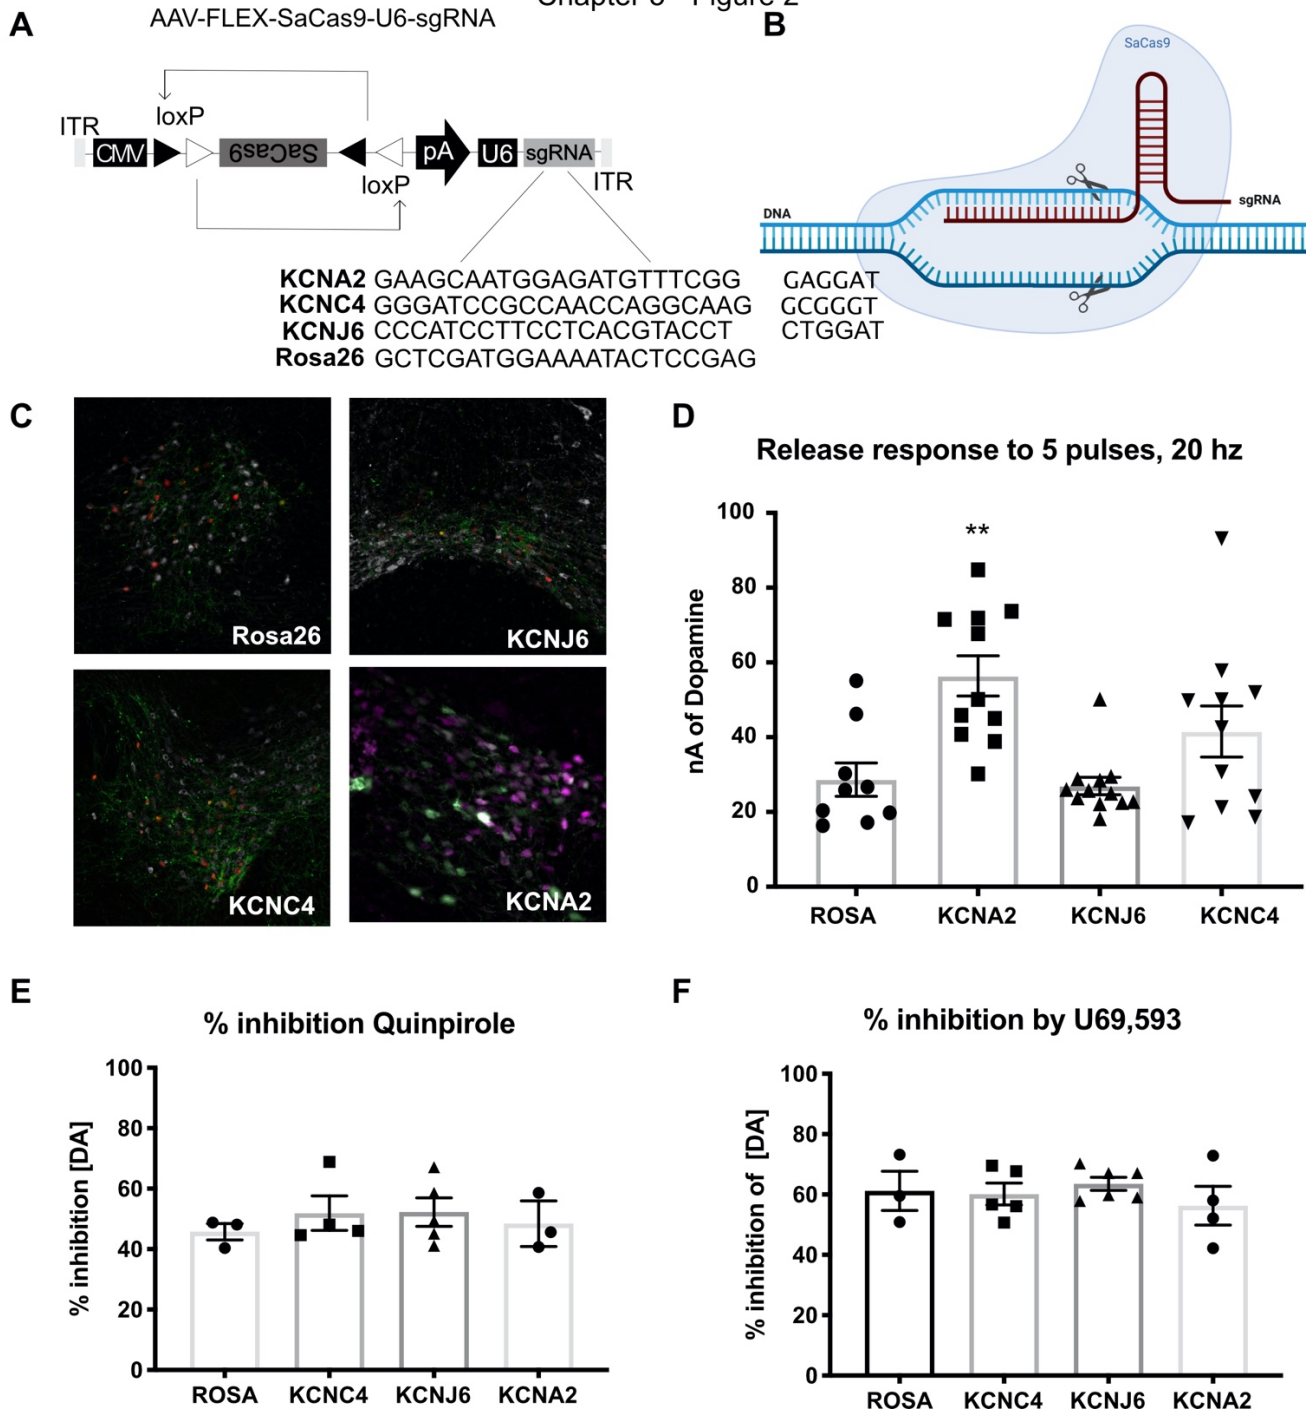 A
AAV-FLEX-SaCas9-U6-sgRNA
ITR
loxP
CMV
SaCas9
pA
U6
sgRNA
loxP
ITR
KCNA2 GAAGCAATGGAGATGTTTCGG GAGGAT
KCNC4 GGGATCCGCCAACCAGGCAAG GCGGGT
KCNJ6 CCCATCCTTCCTCACGTACCT CTGGAT
Rosa26 GCTCGATGGAAAATACTCCGAG
B
SaCas9
sgRNA
DNA
C
Rosa26
KCNJ6
KCNC4
KCNA2
D
Release response to 5 pulses, 20 hz
nA of Dopamine
100
80
60
40
20
0
**
ROSA KCNA2 KCNJ6 KCNC4
E
% inhibition Quinpirole
% inhibition [DA]
100
80
60
40
20
0
ROSA KCNC4 KCNJ6 KCNA2
F
% inhibition by U69,593
% inhibition of [DA]
100
80
60
40
20
0
ROSA KCNC4 KCNJ6 KCNA2